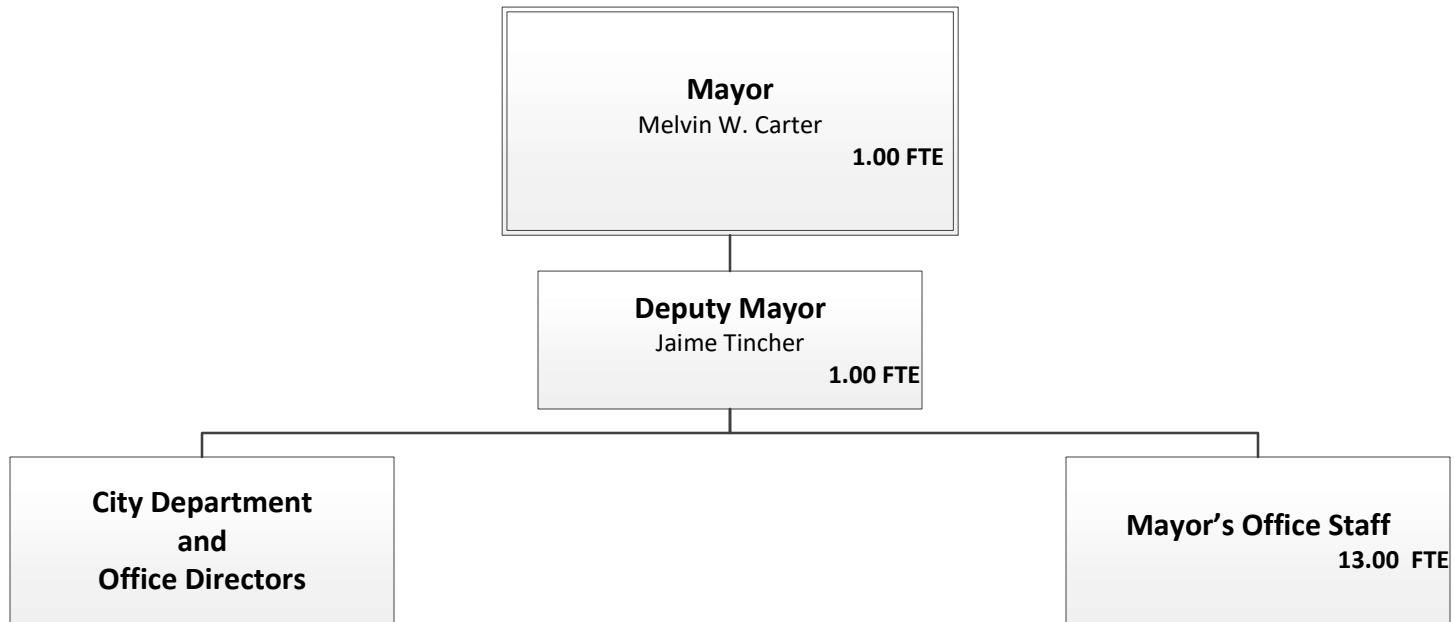 Mayor
Melvin W. Carter
1.00 FTE
Deputy Mayor
Jaime Tincher
1.00 FTE
City Department
and
Office Directors
Mayor’s Office Staff
13.00 FTE